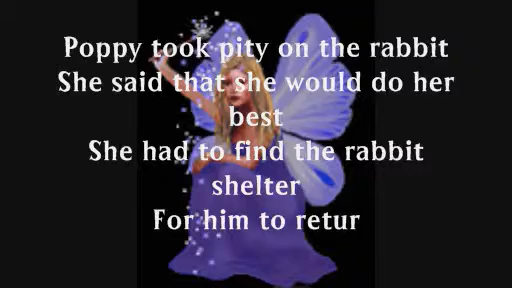 Poppy took pity on the rabbit
She said that she would do her
best
She had to find the rabbit
shelter
For him to retur